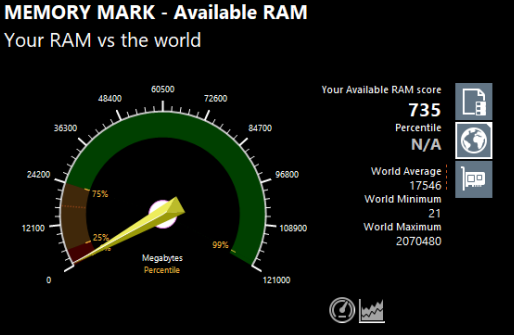 MEMORY MARK - Available RAM
Your RAM vs the world
60500
48400
72600
36300
84700
24200
96800
12100
108900
0
121000
75%
25%
99%
Megabytes
Percentile
Your Available RAM score
735
Percentile
N/A
World Average
17546
World Minimum
21
World Maximum
2070480